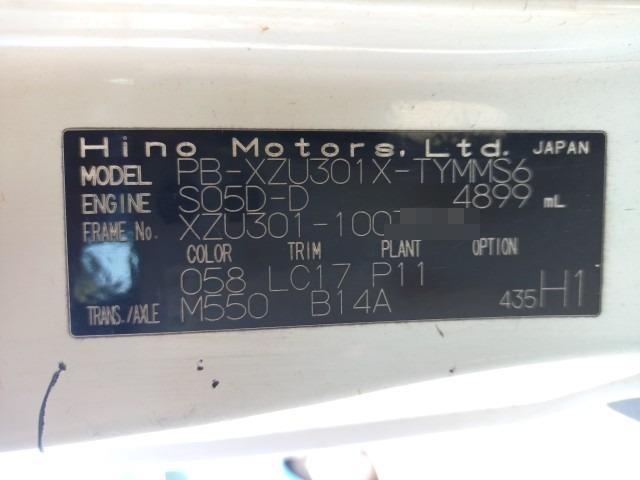 Hino Motors, Ltd. JAPAN
MODEL PB-XZU301X-TYMMS6
ENGINE S05D-D 4899 mL
FRAME No. XZU301-100
COLOR TRIM PLANT OPTION
058 LC17 P11
TRANS./AXLE M550 B14A 435 H1